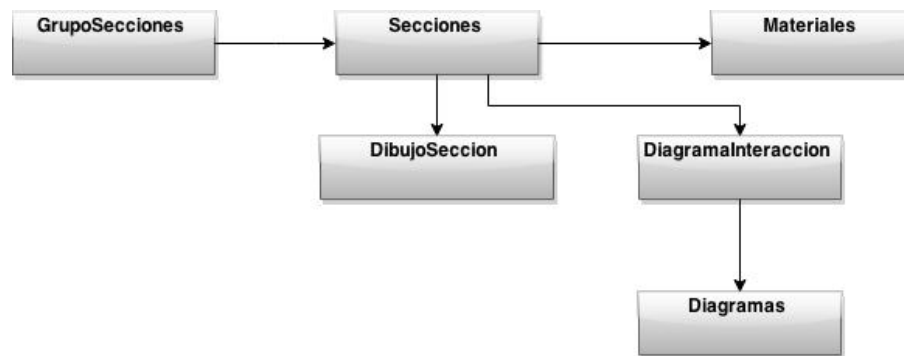 GrupoSecciones
Secciones
Materiales
DibujoSeccion
DiagramaInteraccion
Diagramas